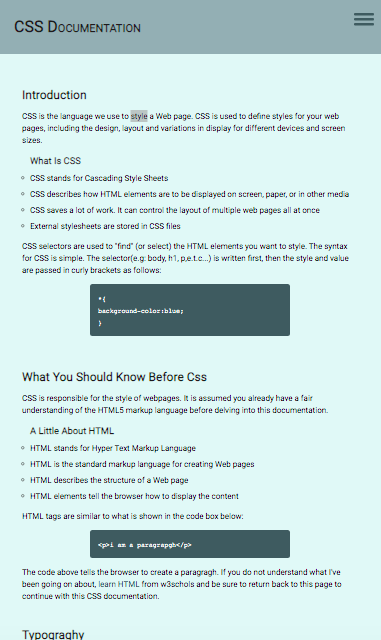 CSS Documentation
Introduction
CSS is the language we use to style a Web page. CSS is used to define styles for your web
pages, including the design, layout and variations in display for different devices and screen
sizes.
What Is CSS
CSS stands for Cascading Style Sheets
CSS describes how HTML elements are to be displayed on screen, paper, or in other media
CSS saves a lot of work. It can control the layout of multiple web pages all at once
External stylesheets are stored in CSS files
CSS selectors are used to "find" (or select) the HTML elements you want to style. The syntax
for CSS is simple. The selector(e.g: body, h1, p,e.t.c...) is written first, then the style and value
are passed in curly brackets as follows:
*{
background-color:blue;
}
What You Should Know Before Css
CSS is responsible for the style of webpages. It is assumed you already have a fair
understanding of the HTML5 markup language before delving into this documentation.
A Little About HTML
HTML stands for Hyper Text Markup Language
HTML is the standard markup language for creating Web pages
HTML describes the structure of a Web page
HTML elements tell the browser how to display the content
HTML tags are similar to what is shown in the code box below:
<p>i am a paragrapgh</p>
The code above tells the browser to create a paragragh. If you do not understand what I've
been going on about, learn HTML from w3schols and be sure to return back to this page to
continue with this CSS documentation.
Typography